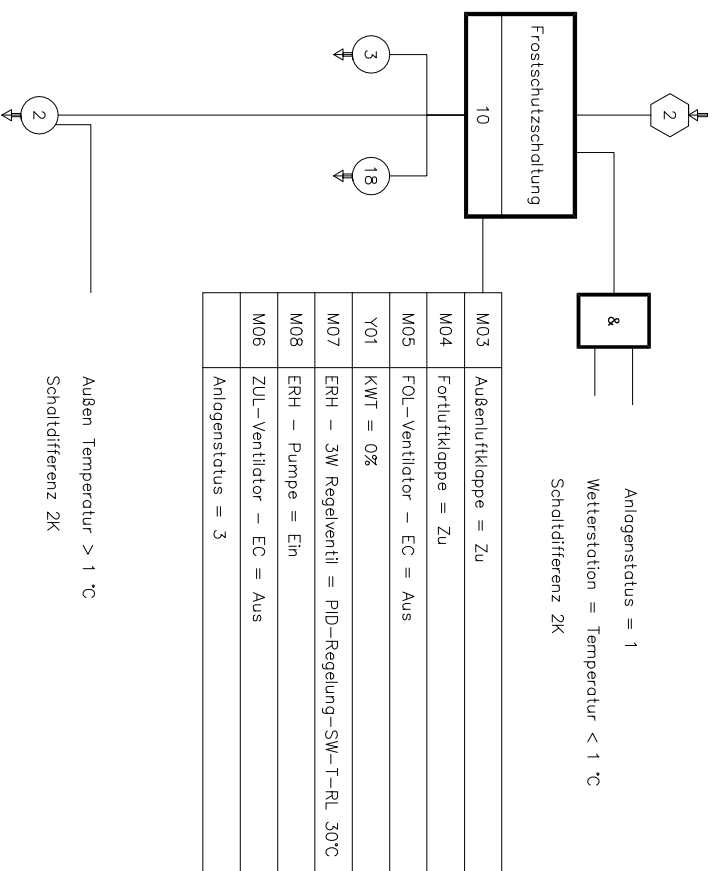 2
Frostschutzschaltung
10
&
Anlagenstatus = 1
Wetterstation = Temperatur < 1 °C
Schaltdifferenz 2K
3
18
M03 Außenluftklappe = Zu
M04 Fortluftklappe = Zu
M05 FOL-Ventilator - EC = Aus
Y01 KWT = 0%
M07 ERH - 3W Regelventil = PID-Regelung-SW-T-RL 30°C
M08 ERH - Pumpe = Ein
M06 ZUL-Ventilator - EC = Aus
Anlagenstatus = 3
2
Außen Temperatur > 1 °C
Schaltdifferenz 2K